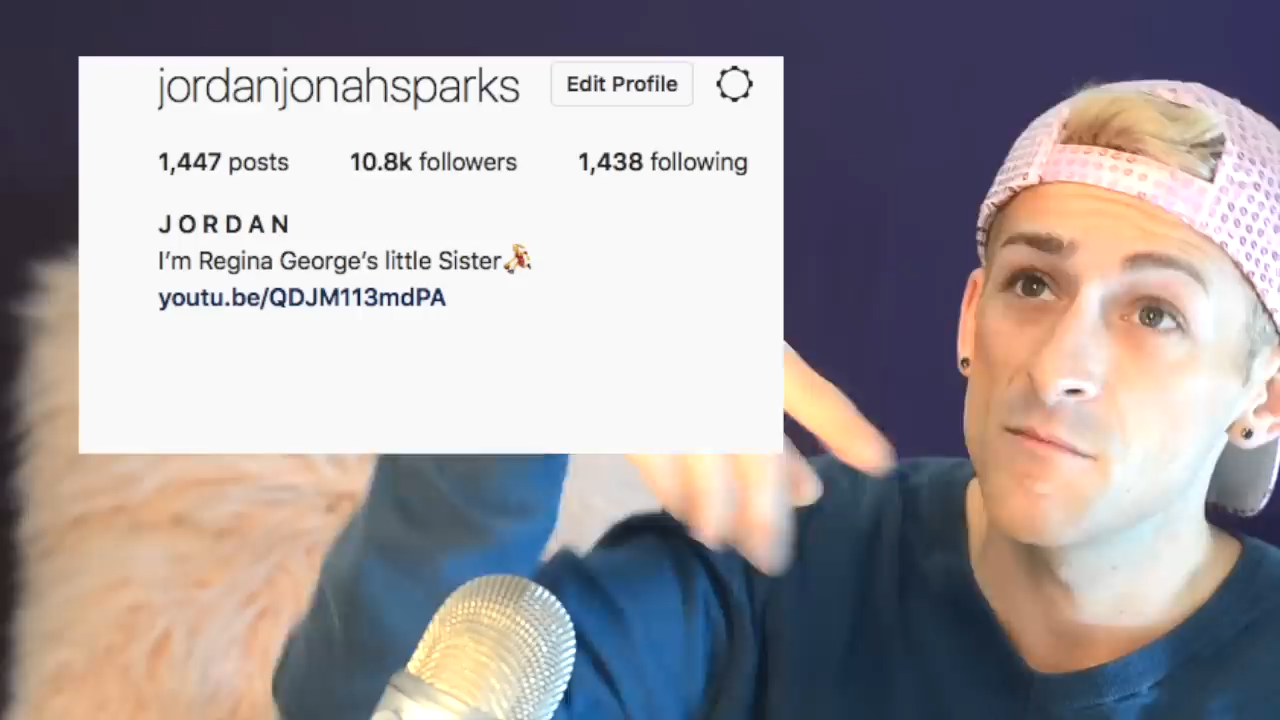 jordanjonahsparks Edit Profile
1,447 posts 10.8k followers 1,438 following
J O R D A N
I’m Regina George’s little Sister💃
youtu.be/QDJM113mdPA